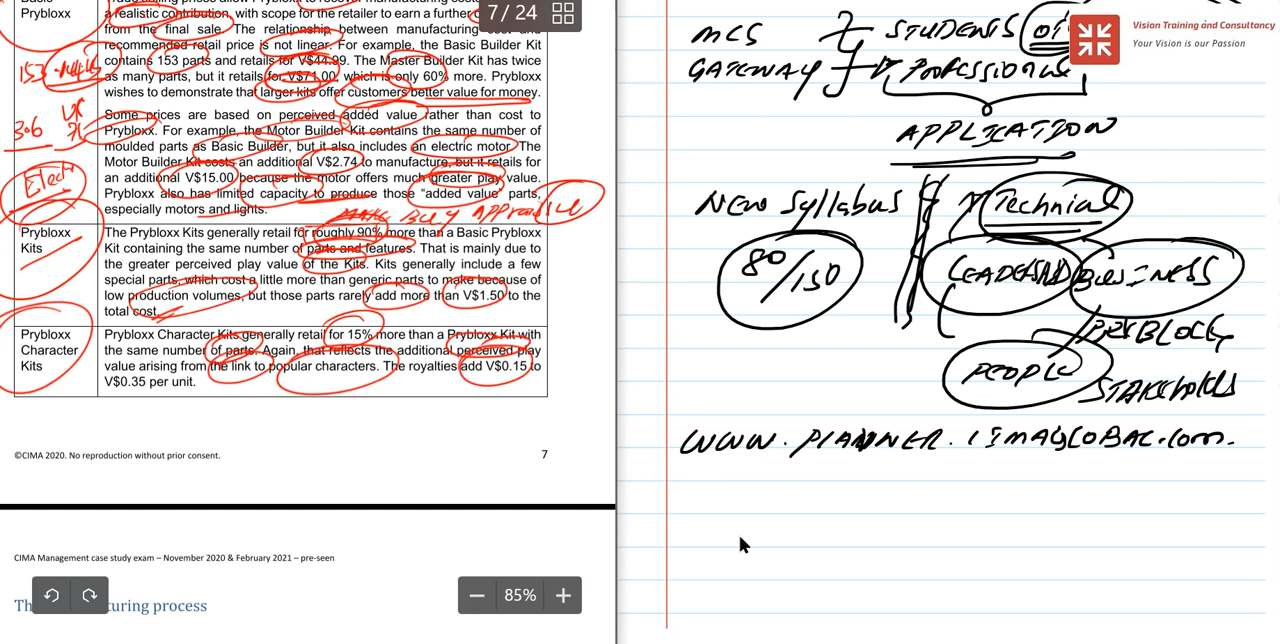 Prybloxx
a realistic contribution, with scope for the retailer to earn a further
from the final sale. The relationship between manufacturing cost and
recommended retail price is not linear. For example, the Basic Builder Kit
contains 153 parts and retails for V$44.99. The Master Builder Kit has twice
as many parts, but it retails for V$71.00, which is only 60% more. Prybloxx
wishes to demonstrate that larger kits offer customers better value for money.
153
306
Some prices are based on perceived added value rather than cost to
Prybloxx. For example, the Motor Builder Kit contains the same number of
moulded parts as Basic Builder, but it also includes an electric motor. The
Motor Builder Kit costs an additional V$2.74 to manufacture, but it retails for
an additional V$15.00 because the motor offers much greater play value.
Prybloxx also has limited capacity to produce those "added value" parts,
especially motors and lights.
Elect
Buy
Prybloxx
Kits
The Prybloxx Kits generally retail for roughly 90% more than a Basic Prybloxx
Kit containing the same number of parts and features. That is mainly due to
the greater perceived play value of the Kits. Kits generally include a few
special parts, which cost a little more than generic parts to make because of
low production volumes, but those parts rarely add more than V$1.50 to the
total cost.
Prybloxx
Character
Kits
Prybloxx Character Kits generally retail for 15% more than a Prybloxx Kit with
the same number of parts. Again, that reflects the additional perceived play
value arising from the link to popular characters. The royalties add V$0.15 to
V$0.35 per unit.
©CIMA 2020. No reproduction without prior consent.
7
CIMA Management case study exam – November 2020 & February 2021 – pre-seen
uring process
7 / 24
85%
MCS
GATEWAY
STUDENTS
PROFESSIONALS
APPLICATION
NEW Syllabus
80/150
Technical
LEADERSHIP
BUSINESS
PEOPLE
PRYBLOCK
STAKEHOLDERS
WWW.PLANNER.CIMAGLOBAL.COM.
Vision Training and Consultancy
Your Vision is our Passion